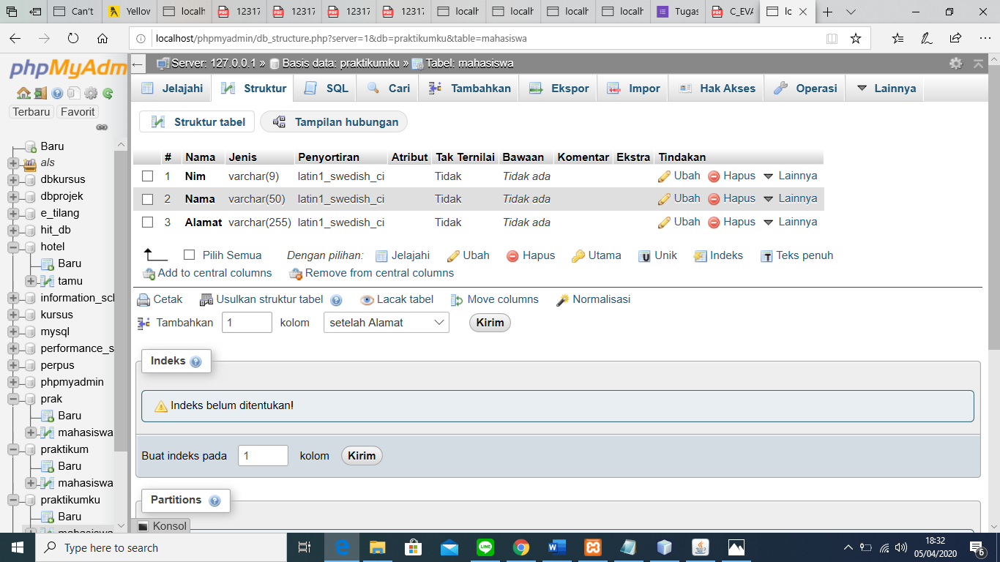 Can't
Yellow
localh
12317
12317
12317
12317
localh
localh
localh
localh
Tugas
C_EVA
lc
localhost/phpmyadmin/db_structure.php?server=1&db=praktikumku&table=mahasiswa
phpMyAdm
Terbaru Favorit
Baru
als
dbkursus
dbprojek
e_tilang
hit_db
hotel
Baru
tamu
information_scl
kursus
mysql
performance_s
perpus
phpmyadmin
prak
Baru
mahasiswa
praktikum
Baru
mahasiswa
praktikumku
Baru
mahasiswa
Server: 127.0.0.1 » Basis data: praktikumku » Tabel: mahasiswa
Jelajahi Struktur SQL Cari Tambahkan Ekspor Impor Hak Akses Operasi Lainnya
Struktur tabel Tampilan hubungan
# Nama Jenis Penyortiran Atribut Tak Ternilai Bawaan Komentar Ekstra Tindakan
1 Nim varchar(9) latin1_swedish_ci Tidak Tidak ada Ubah Hapus Lainnya
2 Nama varchar(50) latin1_swedish_ci Tidak Tidak ada Ubah Hapus Lainnya
3 Alamat varchar(255) latin1_swedish_ci Tidak Tidak ada Ubah Hapus Lainnya
Pilih Semua Dengan pilihan: Jelajahi Ubah Hapus Utama Unik Indeks Teks penuh
Add to central columns Remove from central columns
Cetak Usulkan struktur tabel Lacak tabel Move columns Normalisasi
Tambahkan 1 kolom setelah Alamat Kirim
Indeks
Indeks belum ditentukan!
Buat indeks pada 1 kolom Kirim
Partitions
Konsol
Type here to search
18:32
05/04/2020
6